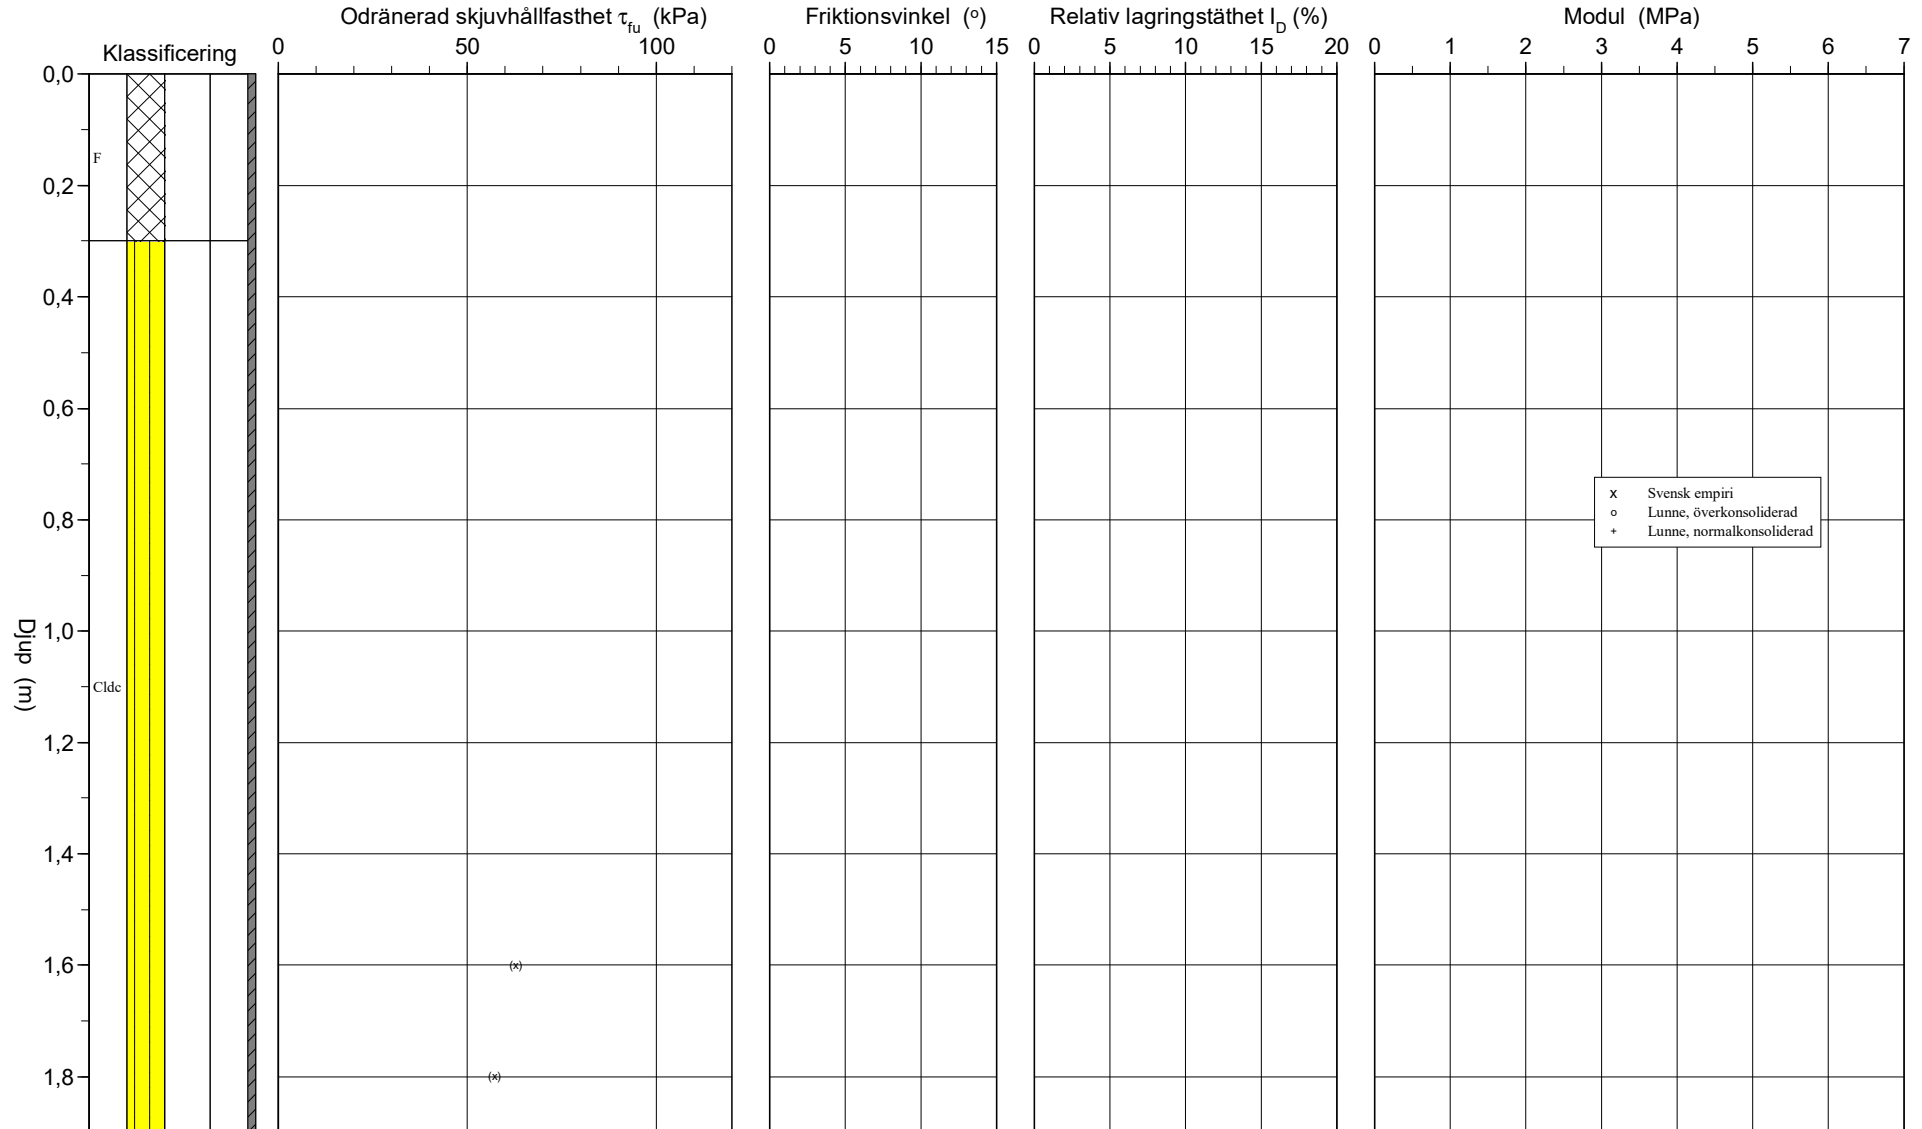 Odränerad skjuvhållfasthet τfu (kPa)
Friktionsvinkel (o)
Relativ lagringstäthet ID (%)
Modul (MPa)
Klassificering
0 50 100
0 5 10 15
0 5 10 15 20
0 1 2 3 4 5 6 7
0,0
F
0,2
0,4
0,6
x Svensk empiri
o Lunne, överkonsoliderad
+ Lunne, normalkonsoliderad
0,8
1,0
Djup (m)
Cldc
1,2
1,4
1,6
(x)
1,8
(x)